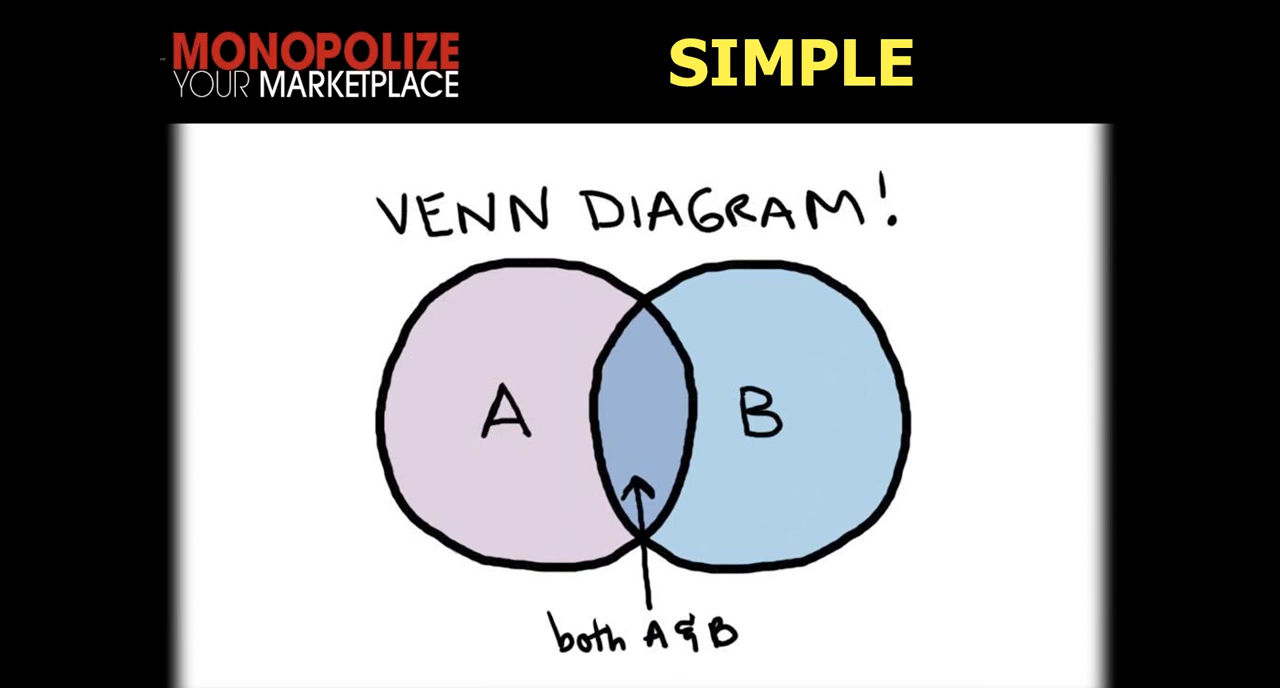 MONOPOLIZE
YOUR MARKETPLACE
SIMPLE
VENN DIAGRAM!
A
B
both A & B